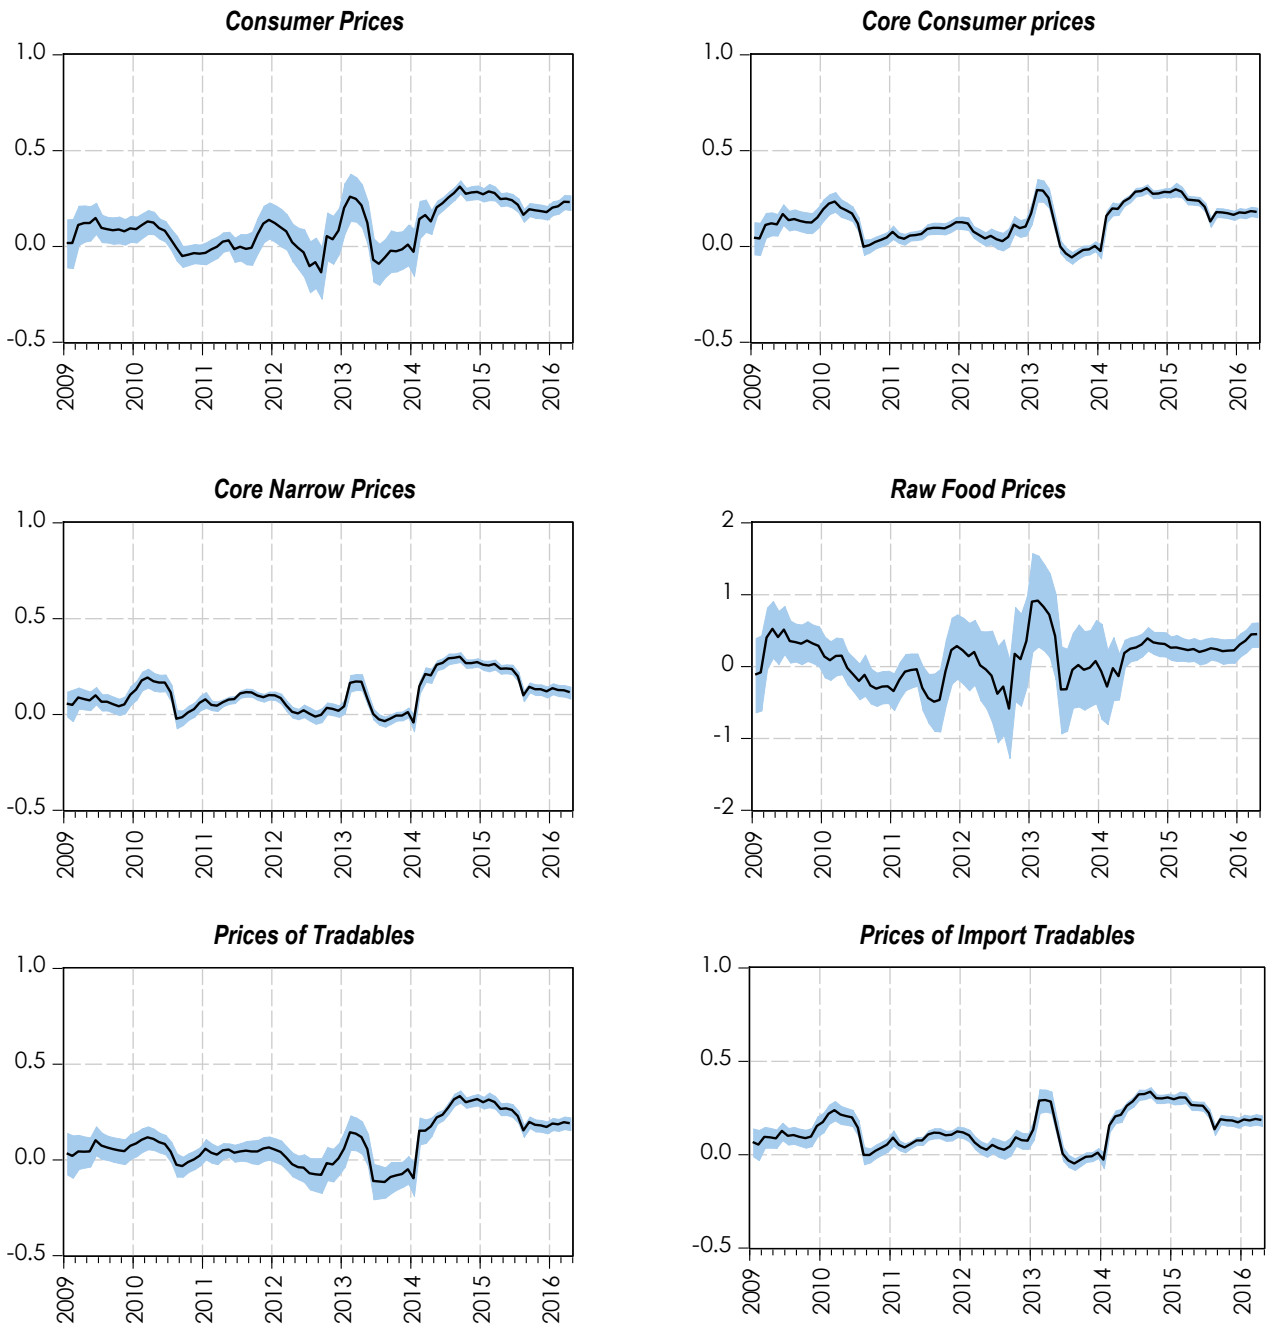 Consumer Prices
1.0
0.5
0.0
-0.5
2009 2010 2011 2012 2013 2014 2015 2016
Core Consumer prices
1.0
0.5
0.0
-0.5
2009 2010 2011 2012 2013 2014 2015 2016
Core Narrow Prices
1.0
0.5
0.0
-0.5
2009 2010 2011 2012 2013 2014 2015 2016
Raw Food Prices
2
1
0
-1
-2
2009 2010 2011 2012 2013 2014 2015 2016
Prices of Tradables
1.0
0.5
0.0
-0.5
2009 2010 2011 2012 2013 2014 2015 2016
Prices of Import Tradables
1.0
0.5
0.0
-0.5
2009 2010 2011 2012 2013 2014 2015 2016